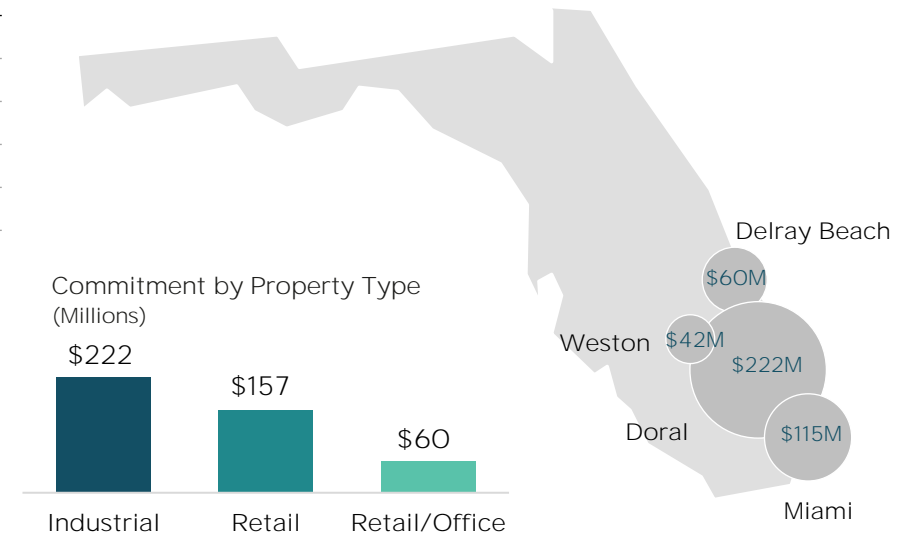 Delray Beach
$60M
Commitment by Property Type
(Millions)
Weston
$42M
$222M
Doral
$115M
Miami
$222
$157
$60
Industrial
Retail
Retail/Office